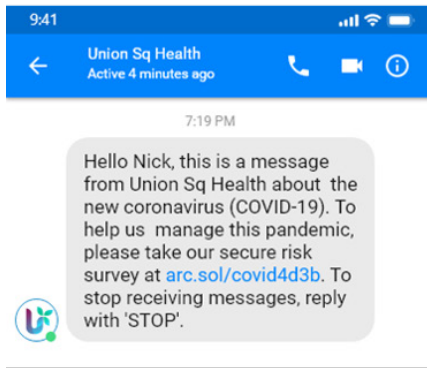 9:41
Union Sq Health
Active 4 minutes ago
7:19 PM
Hello Nick, this is a message
from Union Sq Health about the
new coronavirus (COVID-19). To
help us manage this pandemic,
please take our secure risk
survey at arc.sol/covid4d3b. To
stop receiving messages, reply
with 'STOP'.